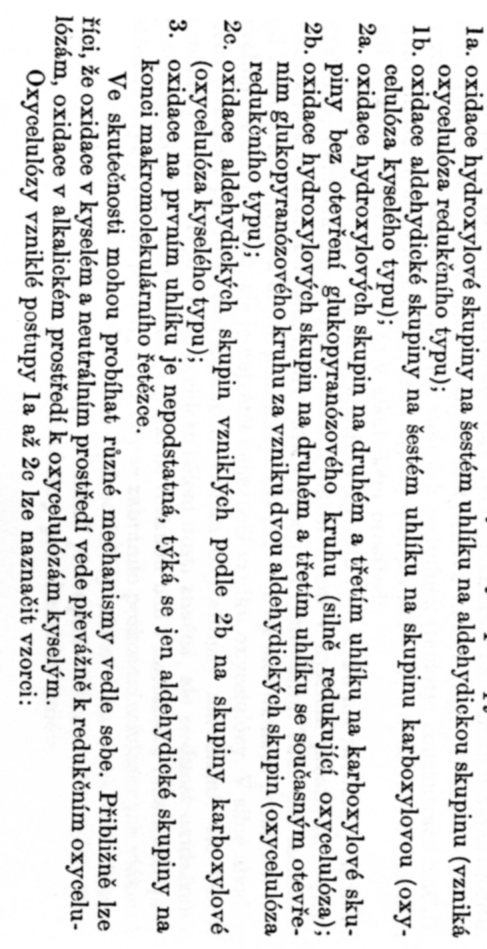 1a. oxidace hydroxylové skupiny na šestém uhlíku na aldehydickou skupinu (vzniká
oxycelulóza redukčního typu);
1b. oxidace aldehydické skupiny na šestém uhlíku na skupinu karboxylovou (oxy-
celulóza kyselého typu);
2a. oxidace hydroxylových skupin na druhém a třetím uhlíku na karboxylové sku-
piny bez otevření glukopyranózového kruhu (silně redukující oxycelulóza);
2b. oxidace hydroxylových skupin na druhém a třetím uhlíku se současným otevře-
ním glukopyranózového kruhu za vzniku dvou aldehydických skupin (oxycelulóza
redukčního typu);
2c. oxidace aldehydických skupin vzniklých podle 2b na skupiny karboxylové
(oxycelulóza kyselého typu);
3. oxidace na prvním uhlíku je nepodstatná, týká se jen aldehydické skupiny na
konci makromolekulárního řetězce.
Ve skutečnosti mohou probíhat různé mechanismy vedle sebe. Přibližně lze
říci, že oxidace v kyselém a neutrálním prostředí vede převážně k redukčním oxycelu-
lózám, oxidace v alkalickém prostředí k oxycelulózám kyselým.
Oxycelulózy vzniklé postupy 1a až 2c lze naznačit vzorci: